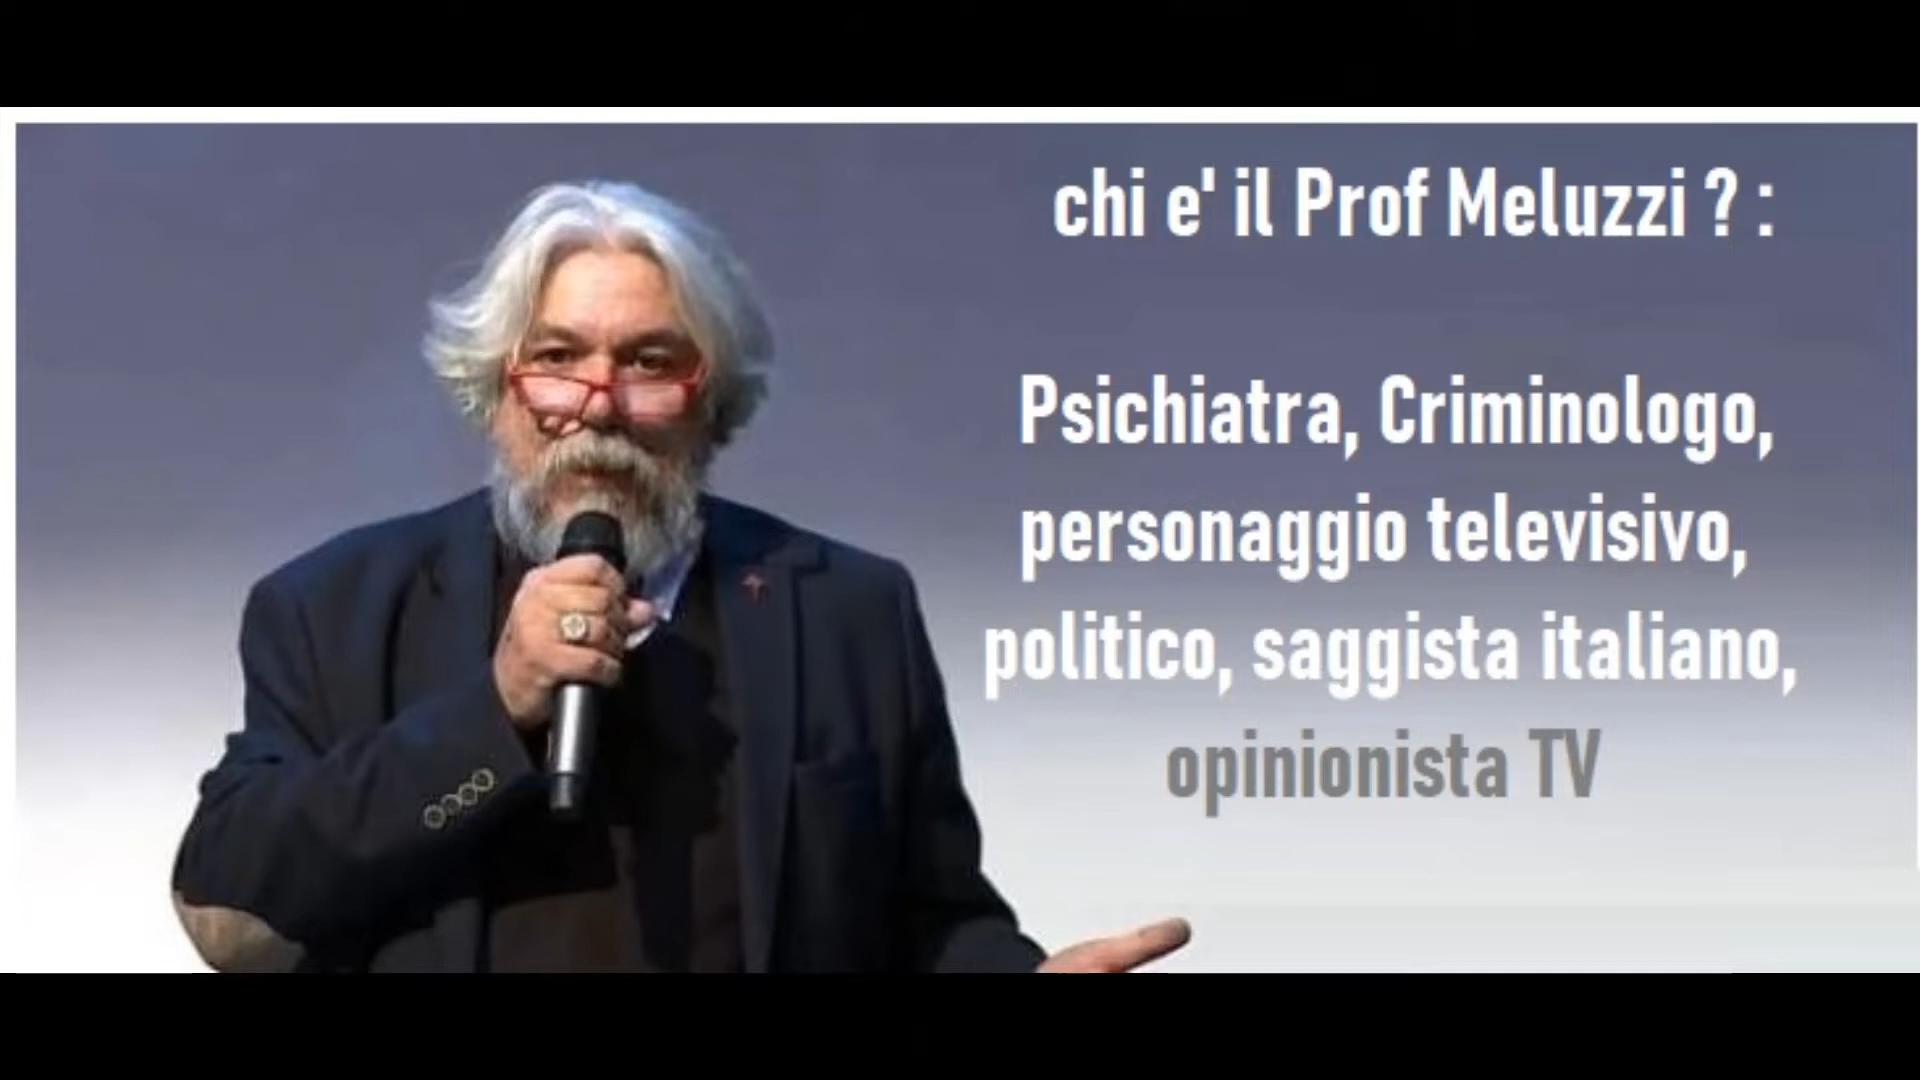 chi e' il Prof Meluzzi ? :
Psichiatra, Criminologo,
personaggio televisivo,
politico, saggista italiano,
opinionista TV